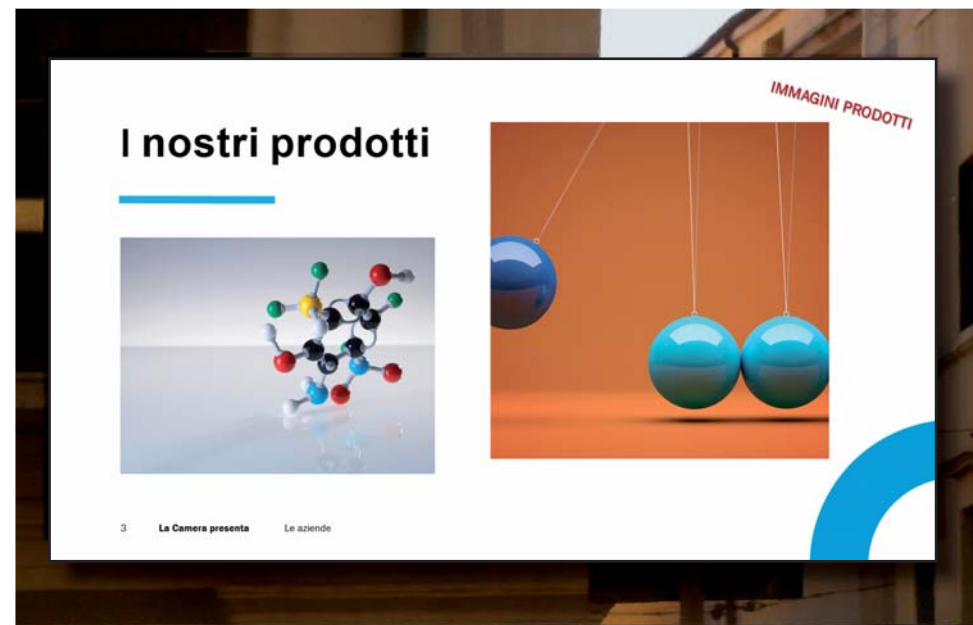 IMMAGINI PRODOTTI
I nostri prodotti
3 La Camera presenta Le aziende